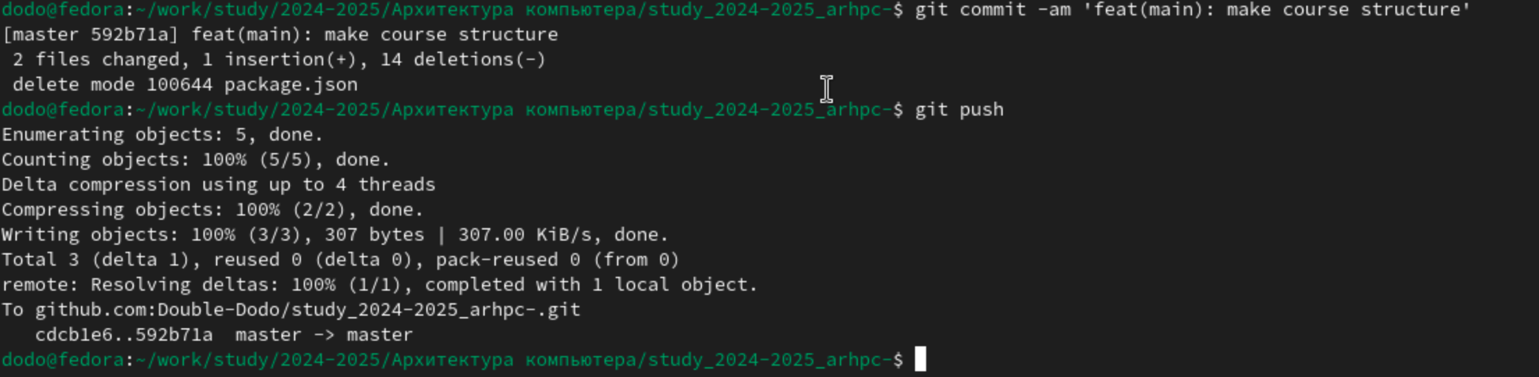 dodo@fedora:~/work/study/2024-2025/Архитектура компьютера/study_2024-2025_arhpc-$ git commit -am 'feat(main): make course structure'
[master 592b71a] feat(main): make course structure
 2 files changed, 1 insertion(+), 14 deletions(-)
 delete mode 100644 package.json
dodo@fedora:~/work/study/2024-2025/Архитектура компьютера/study_2024-2025_arhpc-$ git push
Enumerating objects: 5, done.
Counting objects: 100% (5/5), done.
Delta compression using up to 4 threads
Compressing objects: 100% (2/2), done.
Writing objects: 100% (3/3), 307 bytes | 307.00 KiB/s, done.
Total 3 (delta 1), reused 0 (delta 0), pack-reused 0 (from 0)
remote: Resolving deltas: 100% (1/1), completed with 1 local object.
To github.com:Double-Dodo/study_2024-2025_arhpc-.git
   cdcb1e6..592b71a  master -> master
dodo@fedora:~/work/study/2024-2025/Архитектура компьютера/study_2024-2025_arhpc-$